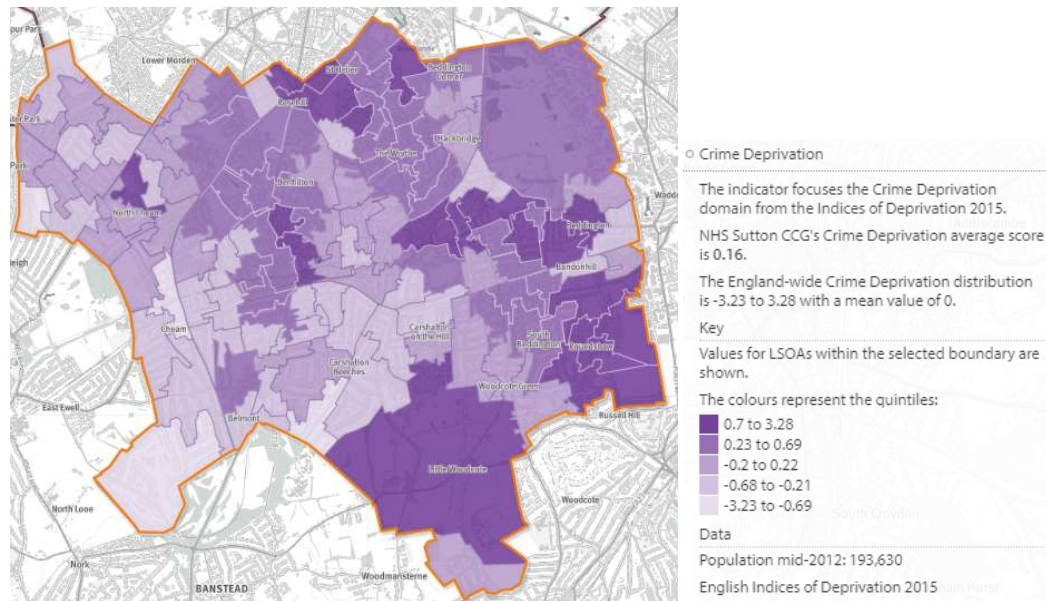 Lower Morden
St Helier
Beddington
Corner
Rosehill
Hackbridge
The Wrythe
Benhilton
North Cheam
Beddington
Bandonhill
Cheam
Carshalton
on the Hill
South
Beddington
Roundshaw
Carshalton
Beeches
Woodcote Green
East Ewell
Belmont
Russell Hill
Little Woodcote
North Looe
Woodcote
Nork
Woodmansterne
BANSTEAD
Crime Deprivation
The indicator focuses the Crime Deprivation
domain from the Indices of Deprivation 2015.
NHS Sutton CCG's Crime Deprivation average score
is 0.16.
The England-wide Crime Deprivation distribution
is -3.23 to 3.28 with a mean value of 0.
Key
Values for LSOAs within the selected boundary are
shown.
The colours represent the quintiles:
0.7 to 3.28
0.23 to 0.69
-0.2 to 0.22
-0.68 to -0.21
-3.23 to -0.69
South Croydon
Data
Population mid-2012: 193,630
English Indices of Deprivation 2015